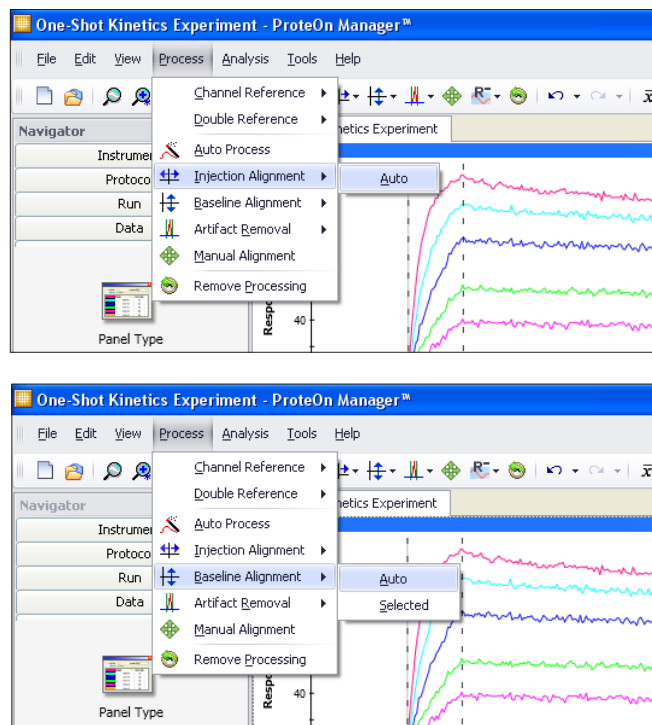 One-Shot Kinetics Experiment - ProteOn Manager™
File Edit View Process Analysis Tools Help
Channel Reference
Double Reference
Navigator
netics Experiment
Auto Process
Instrumen
Injection Alignment
Auto
Protoco
Baseline Alignment
Run
Artifact Removal
Data
Manual Alignment
Remove Processing
Respo
40
Panel Type
One-Shot Kinetics Experiment - ProteOn Manager™
File Edit View Process Analysis Tools Help
Channel Reference
Double Reference
Navigator
netics Experiment
Auto Process
Instrumen
Injection Alignment
Protoco
Baseline Alignment
Auto
Run
Artifact Removal
Selected
Data
Manual Alignment
Remove Processing
Respo
40
Panel Type